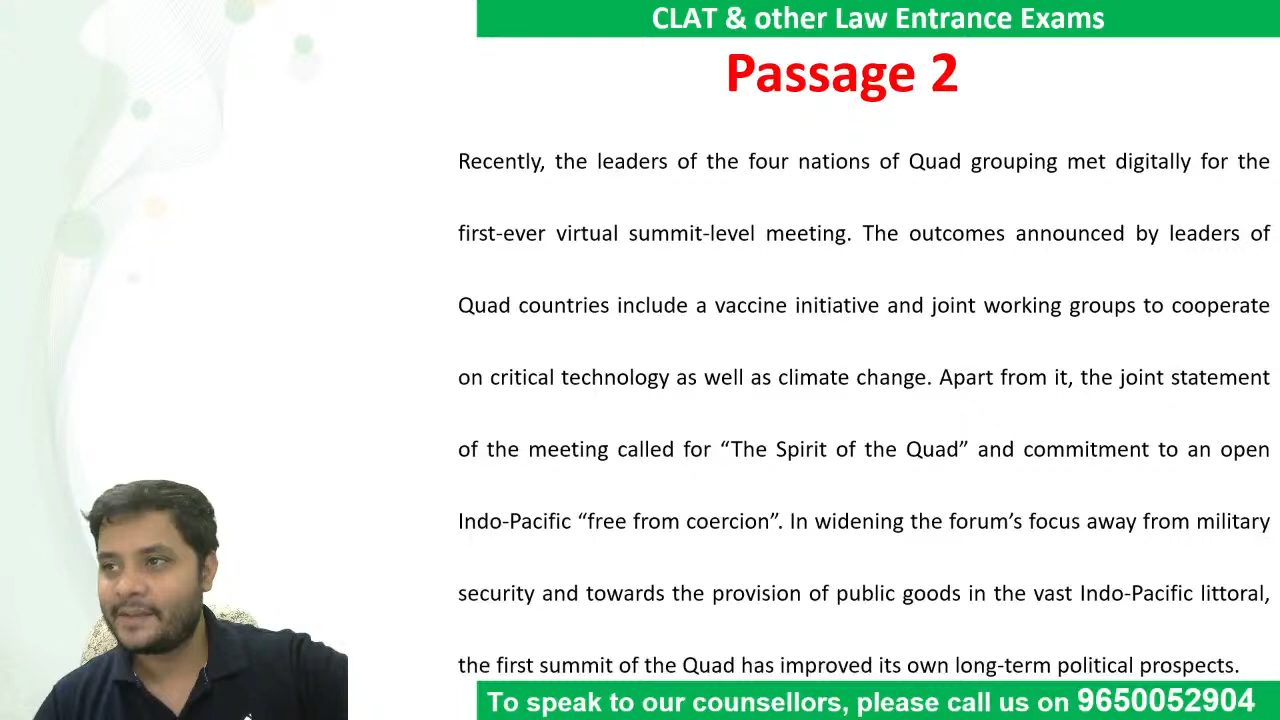 CLAT & other Law Entrance Exams
Passage 2
Recently, the leaders of the four nations of Quad grouping met digitally for the
first-ever virtual summit-level meeting. The outcomes announced by leaders of
Quad countries include a vaccine initiative and joint working groups to cooperate
on critical technology as well as climate change. Apart from it, the joint statement
of the meeting called for “The Spirit of the Quad” and commitment to an open
Indo-Pacific “free from coercion”. In widening the forum’s focus away from military
security and towards the provision of public goods in the vast Indo-Pacific littoral,
the first summit of the Quad has improved its own long-term political prospects.
To speak to our counsellors, please call us on 9650052904